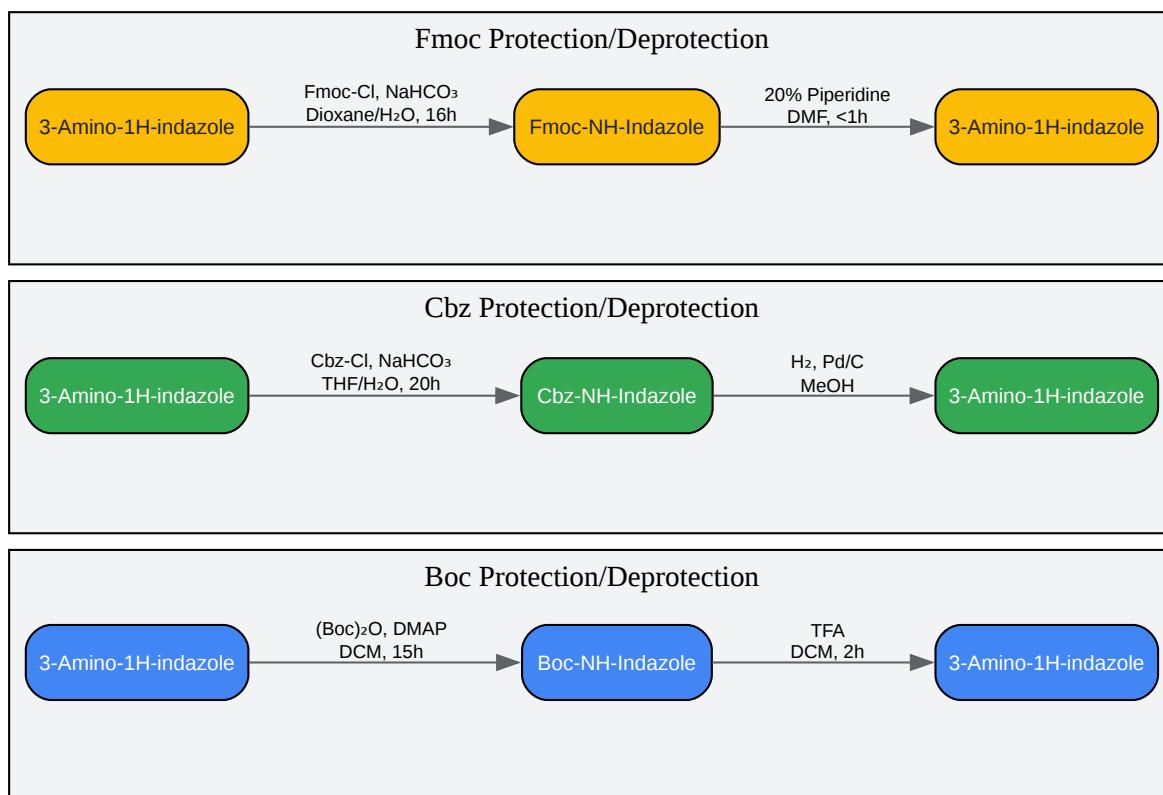 Fmoc Protection/Deprotection
3-Amino-1H-indazole
Fmoc-Cl, NaHCO₃
Dioxane/H₂O, 16h
Fmoc-NH-Indazole
20% Piperidine
DMF, <1h
3-Amino-1H-indazole
Cbz Protection/Deprotection
3-Amino-1H-indazole
Cbz-Cl, NaHCO₃
THF/H₂O, 20h
Cbz-NH-Indazole
H₂, Pd/C
MeOH
3-Amino-1H-indazole
Boc Protection/Deprotection
3-Amino-1H-indazole
(Boc)₂O, DMAP
DCM, 15h
Boc-NH-Indazole
TFA
DCM, 2h
3-Amino-1H-indazole